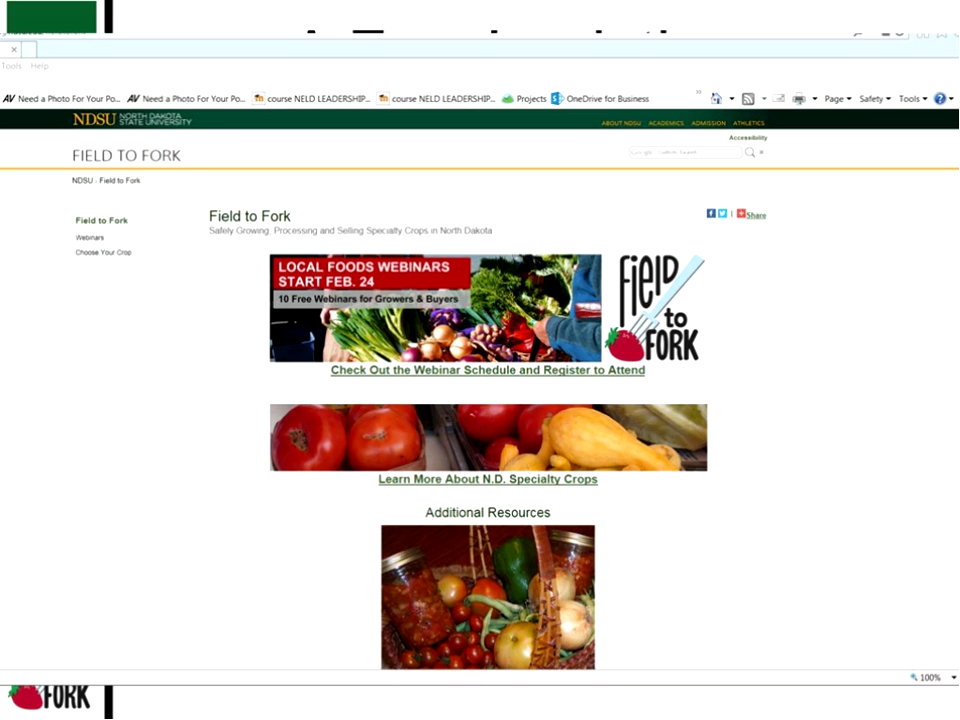 Tools Help
AV Need a Photo For Your Po... AV Need a Photo For Your Po... course NELD LEADERSHIP... course NELD LEADERSHIP... Projects OneDrive for Business » Page Safety Tools
NDSU NORTH DAKOTA STATE UNIVERSITY
ABOUT NDSU ACADEMICS ADMISSION ATHLETICS
Accessibility
FIELD TO FORK
NDSU - Field to Fork
Field to Fork
Webinars
Choose Your Crop
Field to Fork
Share
Safely Growing, Processing and Selling Specialty Crops in North Dakota
LOCAL FOODS WEBINARS
START FEB. 24
10 Free Webinars for Growers & Buyers
FiElD
to
FORK
Check Out the Webinar Schedule and Register to Attend
Learn More About N.D. Specialty Crops
Additional Resources
100%
FORK